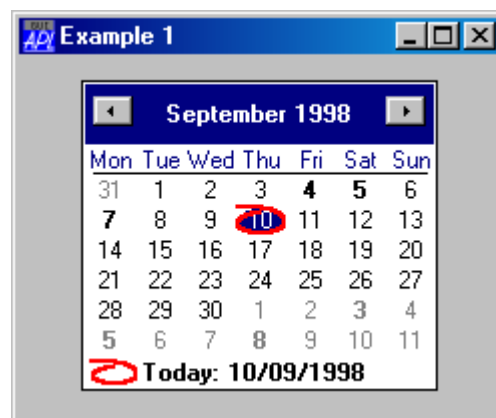 Example 1
September 1998
Mon Tue Wed Thu Fri Sat Sun
31 1 2 3 4 5 6
7 8 9 10 11 12 13
14 15 16 17 18 19 20
21 22 23 24 25 26 27
28 29 30 1 2 3 4
5 6 7 8 9 10 11
Today: 10/09/1998